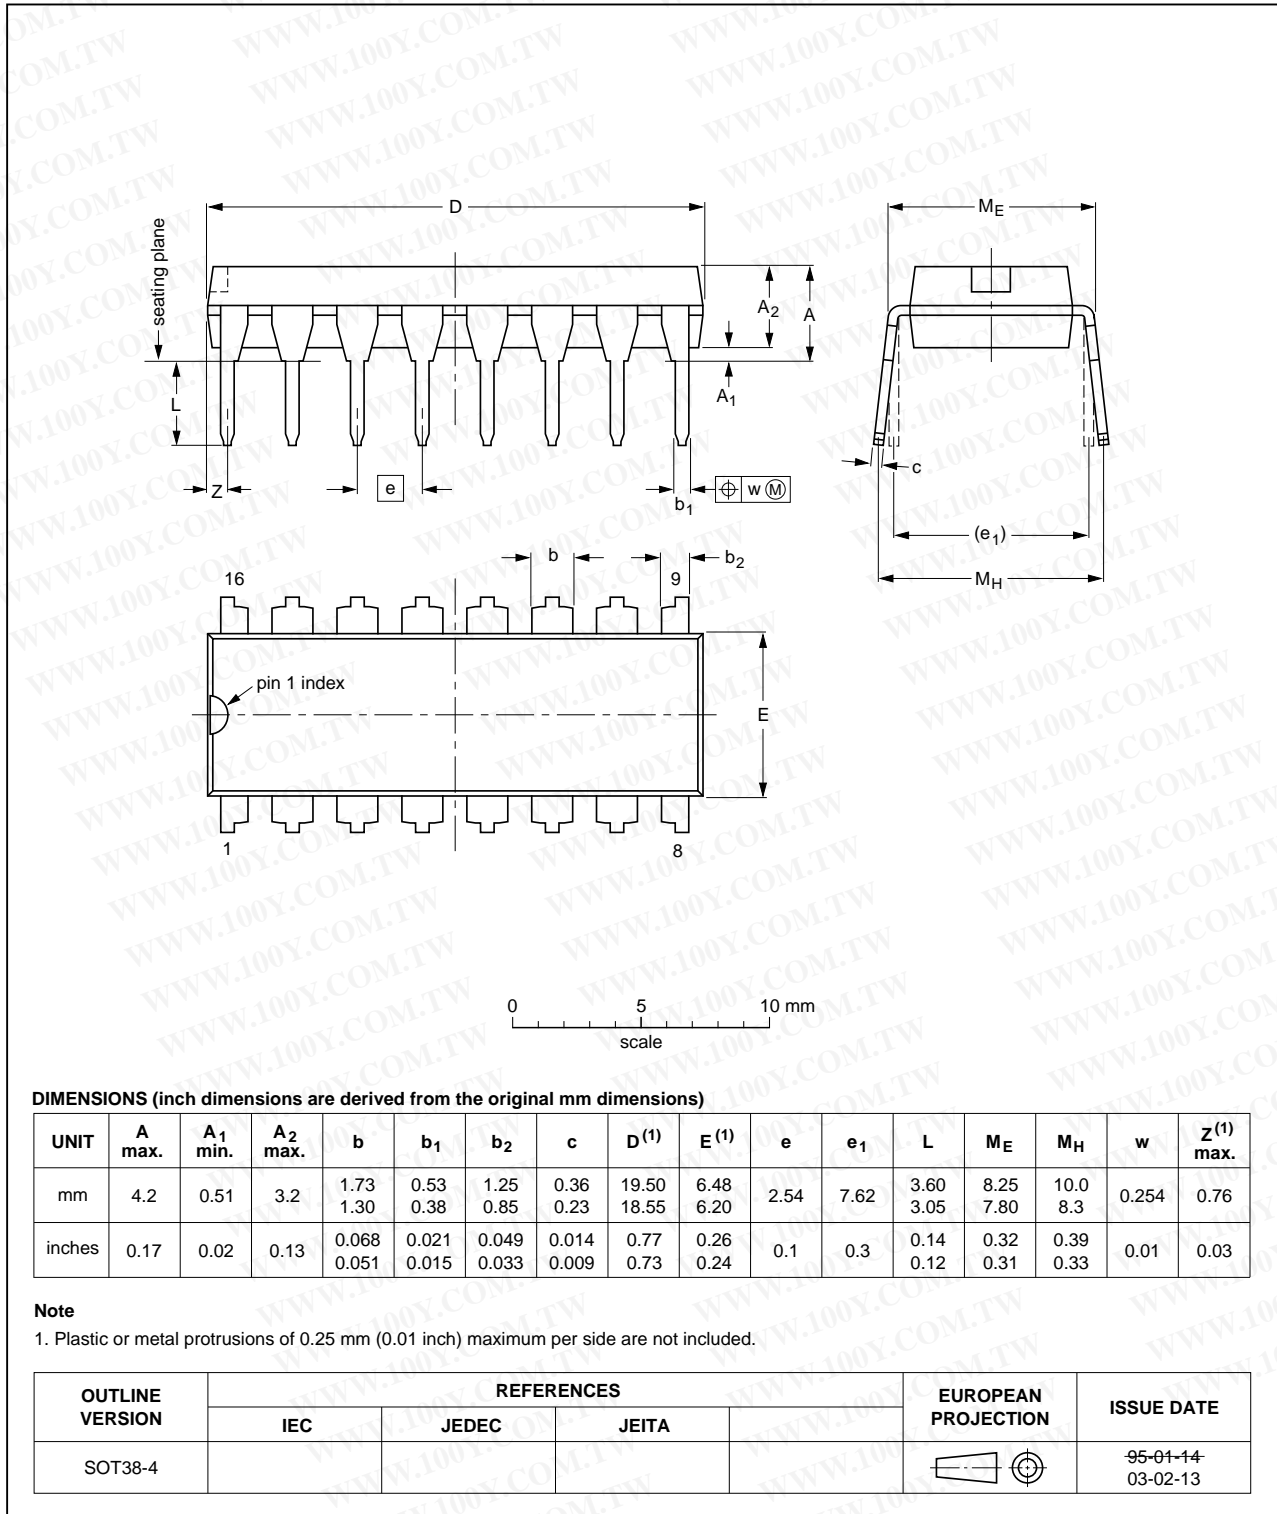 D
ME
seating plane
A2
A
A1
L
Z
e
b1
w M
c
(e1)
MH
b
b2
16
9
pin 1 index
E
1
8
0 5 10 mm
scale
DIMENSIONS (inch dimensions are derived from the original mm dimensions)
UNIT A max. A1 min. A2 max. b b1 b2 c D(1) E(1) e e1 L ME MH w Z(1) max.
mm 4.2 0.51 3.2 1.73 1.30 0.53 0.38 1.25 0.85 0.36 0.23 19.50 18.55 6.48 6.20 2.54 7.62 3.60 3.05 8.25 7.80 10.0 8.3 0.254 0.76
inches 0.17 0.02 0.13 0.068 0.051 0.021 0.015 0.049 0.033 0.014 0.009 0.77 0.73 0.26 0.24 0.1 0.3 0.14 0.12 0.32 0.31 0.39 0.33 0.01 0.03
Note
1. Plastic or metal protrusions of 0.25 mm (0.01 inch) maximum per side are not included.
OUTLINE VERSION REFERENCES EUROPEAN PROJECTION ISSUE DATE
IEC JEDEC JEITA
SOT38-4 95-01-14
03-02-13
WWW.100Y.COM.TW